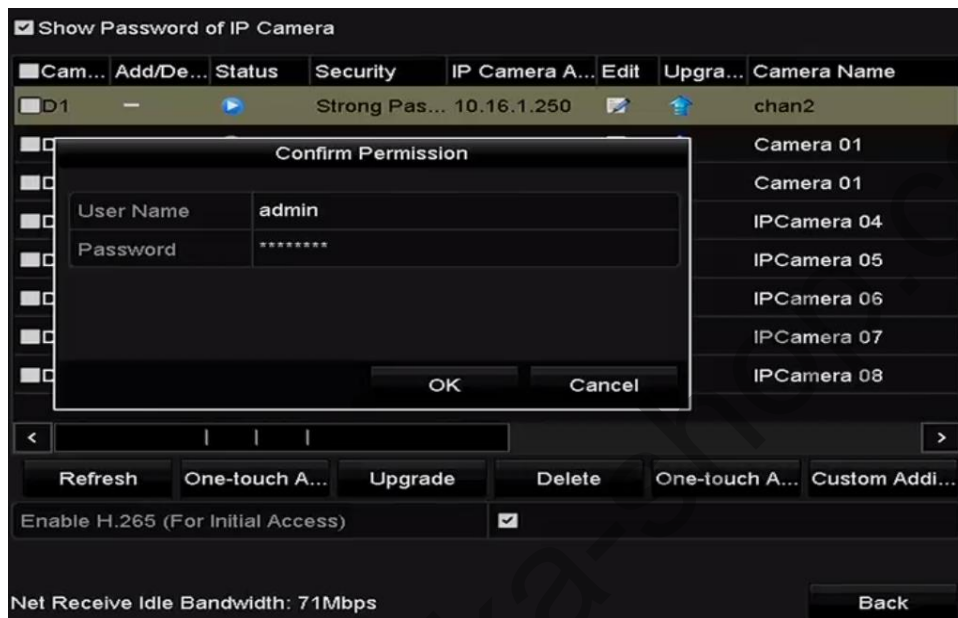 Show Password of IP Camera
Cam... Add/De... Status Security IP Camera A... Edit Upgra... Camera Name
D1 — Strong Pas... 10.16.1.250 chan2
Confirm Permission
D Camera 01
D Camera 01
User Name admin
D IPCamera 04
Password ********
D IPCamera 05
D IPCamera 06
D IPCamera 07
D IPCamera 08
OK Cancel
< >
Refresh One-touch A... Upgrade Delete One-touch A... Custom Addi...
Enable H.265 (For Initial Access)
Net Receive Idle Bandwidth: 71Mbps
Back